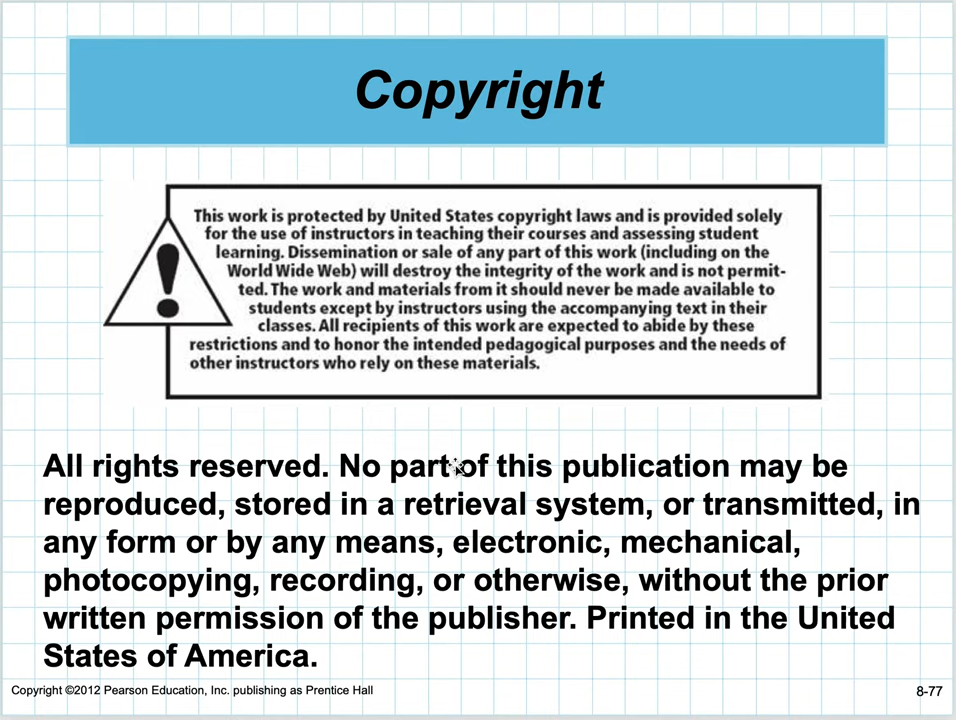 Copyright
This work is protected by United States copyright laws and is provided solely
for the use of instructors in teaching their courses and assessing student
learning. Dissemination or sale of any part of this work (including on the
World Wide Web) will destroy the integrity of the work and is not permit-
ted. The work and materials from it should never be made available to
students except by instructors using the accompanying text in their
classes. All recipients of this work are expected to abide by these
restrictions and to honor the intended pedagogical purposes and the needs of
other instructors who rely on these materials.
All rights reserved. No part of this publication may be
reproduced, stored in a retrieval system, or transmitted, in
any form or by any means, electronic, mechanical,
photocopying, recording, or otherwise, without the prior
written permission of the publisher. Printed in the United
States of America.
Copyright ©2012 Pearson Education, Inc. publishing as Prentice Hall
8-77